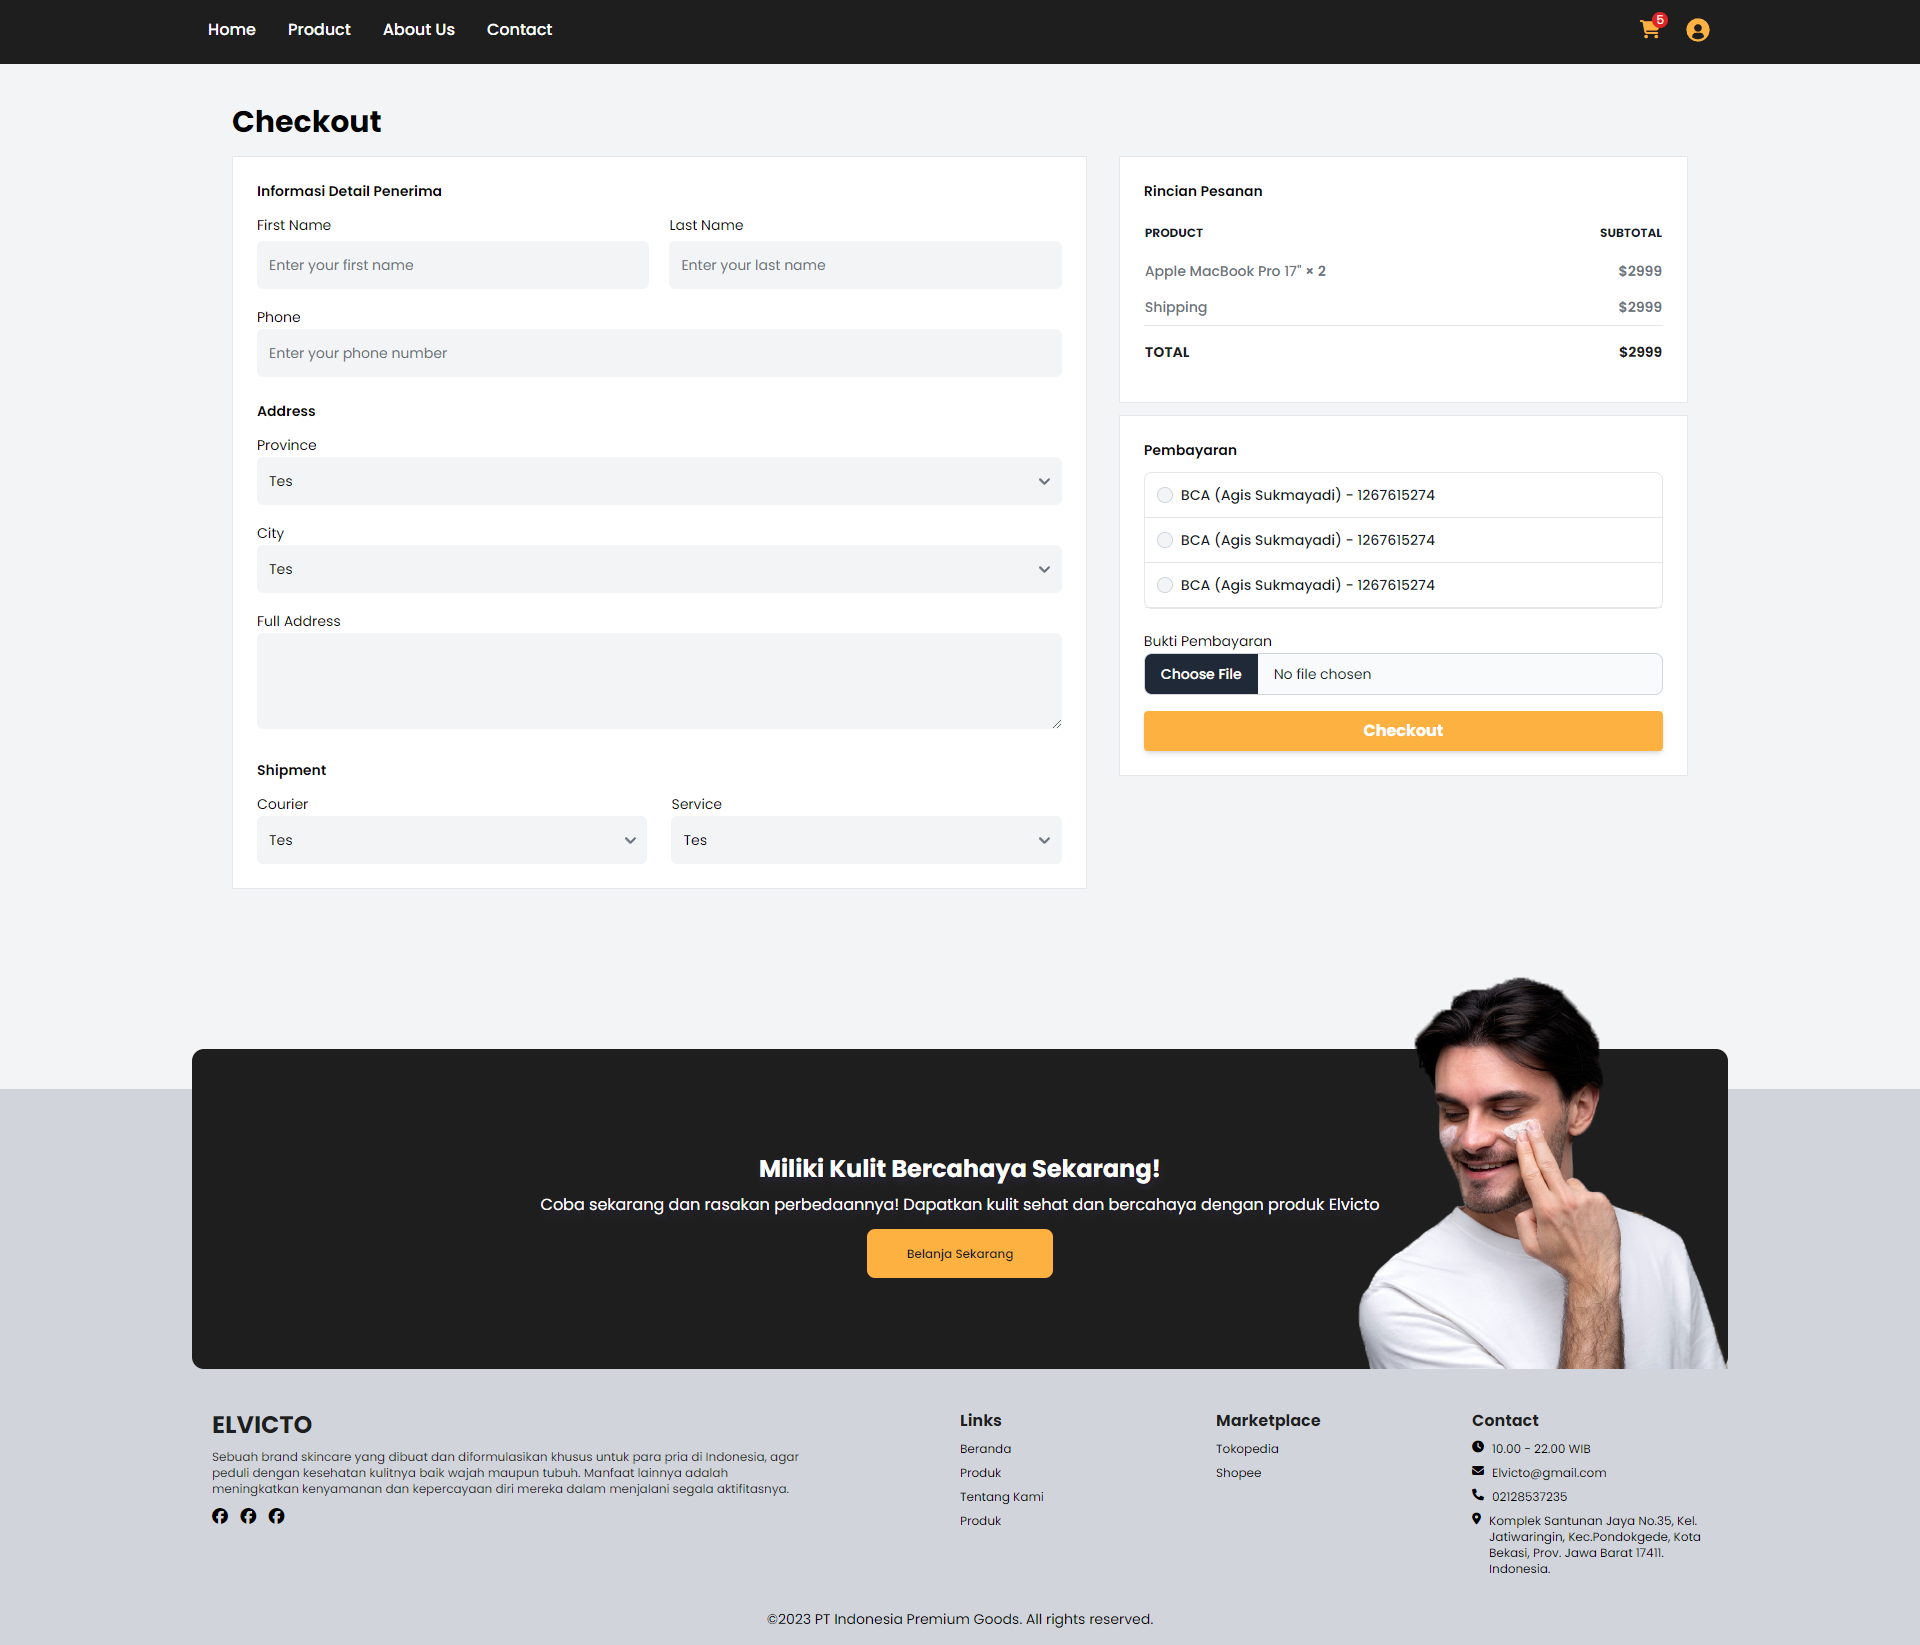 Home Product About Us Contact
5
Checkout
Informasi Detail Penerima
First Name Last Name
Enter your first name Enter your last name
Phone
Enter your phone number
Address
Province
Tes
City
Tes
Full Address
Shipment
Courier Service
Tes Tes
Rincian Pesanan
PRODUCT SUBTOTAL
Apple MacBook Pro 17" × 2 $2999
Shipping $2999
TOTAL $2999
Pembayaran
BCA (Agis Sukmayadi) - 1267615274
BCA (Agis Sukmayadi) - 1267615274
BCA (Agis Sukmayadi) - 1267615274
Bukti Pembayaran
Choose File No file chosen
Checkout
Miliki Kulit Bercahaya Sekarang!
Coba sekarang dan rasakan perbedaannya! Dapatkan kulit sehat dan bercahaya dengan produk Elvicto
Belanja Sekarang
ELVICTO
Sebuah brand skincare yang dibuat dan diformulasikan khusus untuk para pria di Indonesia, agar
peduli dengan kesehatan kulitnya baik wajah maupun tubuh. Manfaat lainnya adalah
meningkatkan kenyamanan dan kepercayaan diri mereka dalam menjalani segala aktifitasnya.
Links
Beranda
Produk
Tentang Kami
Produk
Marketplace
Tokopedia
Shopee
Contact
10.00 - 22.00 WIB
Elvicto@gmail.com
02128537235
Komplek Santunan Jaya No.35, Kel.
Jatiwaringin, Kec.Pondokgede, Kota
Bekasi, Prov. Jawa Barat 17411.
Indonesia.
©2023 PT Indonesia Premium Goods. All rights reserved.